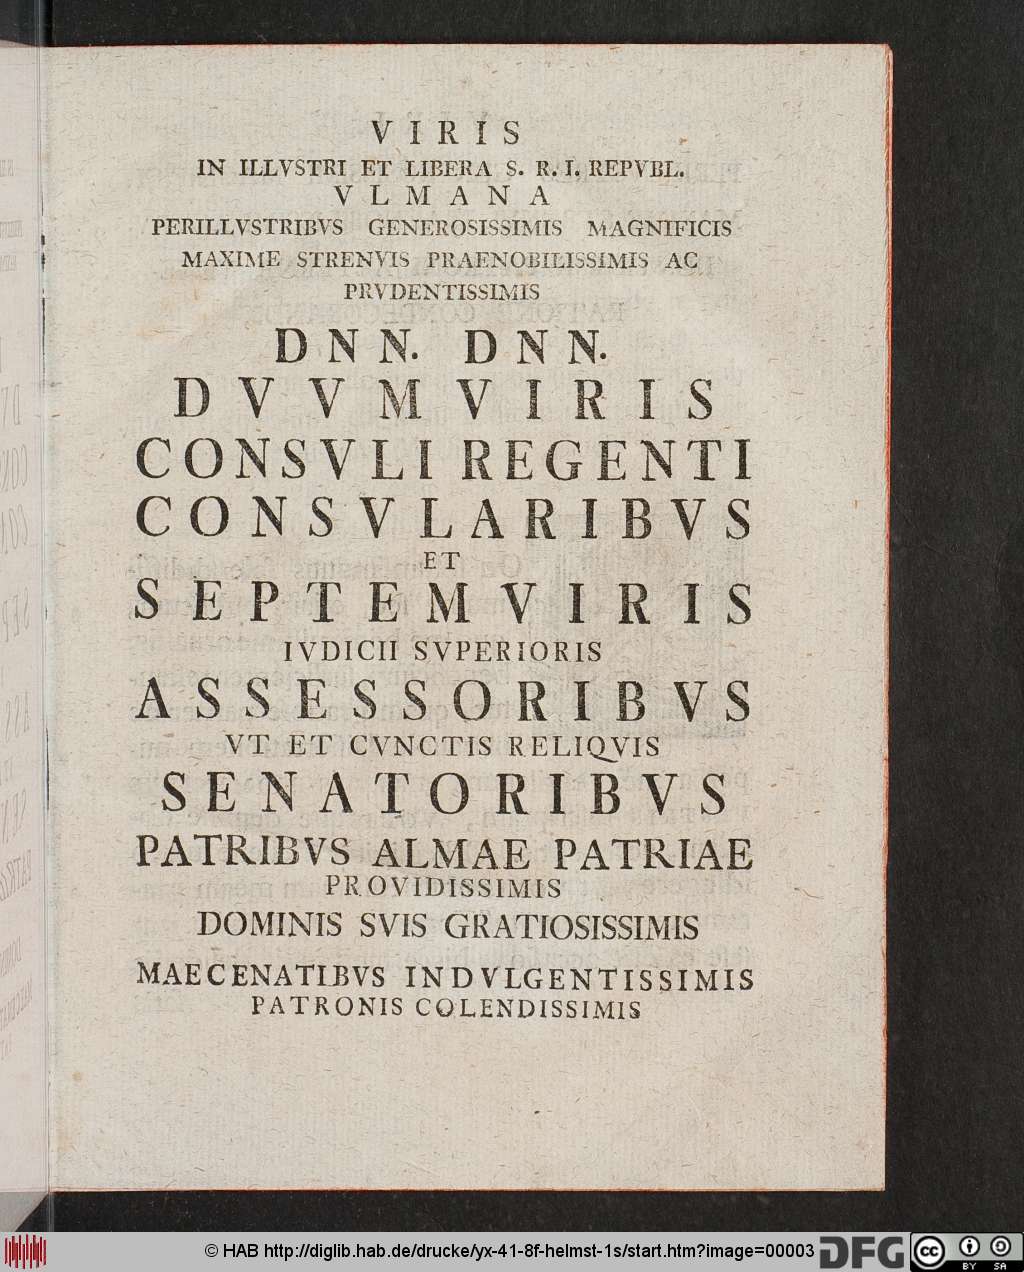 VIRIS
IN ILLVSTRI ET LIBERA S. R. I. REPVBL.
VLMANA
PERILLVSTRIBVS GENEROSISSIMIS MAGNIFICIS
MAXIME STRENVIS PRAENOBILISSIMIS AC
PRVDENTISSIMIS
DNN. DNN.
DVVMVIRIS
CONSVLI REGENTI
CONSVLARIBVS
ET
SEPTEMVIRIS
IVDICII SVPERIORIS
ASSESSORIBVS
VT ET CVNCTIS RELIQVIS
SENATORIBVS
PATRIBVS ALMAE PATRIAE
PROVIDISSIMIS
DOMINIS SVIS GRATIOSISSIMIS
MAECENATIBVS INDVLGENTISSIMIS
PATRONIS COLENDISSIMIS
© HAB http://diglib.hab.de/drucke/yx-41-8f-helmst-1s/start.htm?image=00003
DFG
cc BY SA